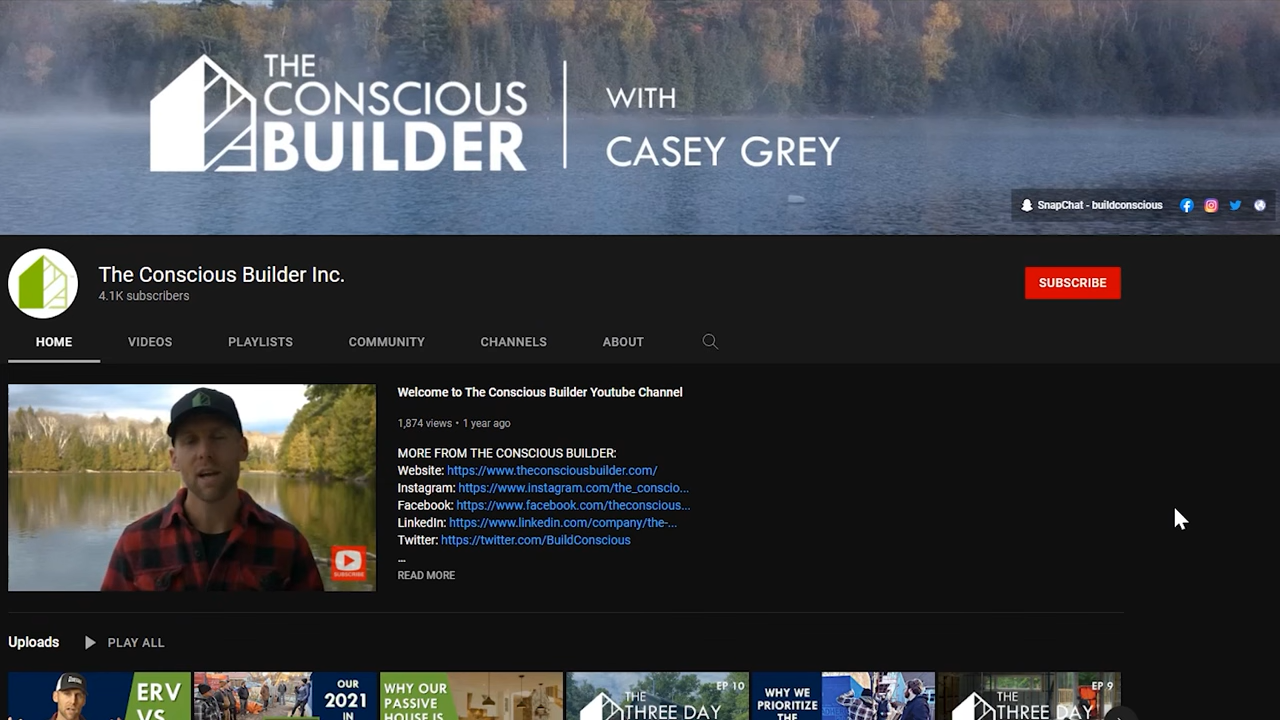 THE
CONSCIOUS
BUILDER
WITH
CASEY GREY
SnapChat - buildconscious
The Conscious Builder Inc.
4.1K subscribers
SUBSCRIBE
HOME
VIDEOS
PLAYLISTS
COMMUNITY
CHANNELS
ABOUT
Welcome to The Conscious Builder Youtube Channel
1,874 views • 1 year ago
MORE FROM THE CONSCIOUS BUILDER:
Website: https://www.theconsciousbuilder.com/
Instagram: https://www.instagram.com/the_conscio...
Facebook: https://www.facebook.com/theconscious...
LinkedIn: https://www.linkedin.com/company/the-...
Twitter: https://twitter.com/BuildConscious
...
READ MORE
SUBSCRIBE
Uploads
PLAY ALL
ERV
VS
OUR
2021
IN
WHY OUR
PASSIVE
HOUSE IS
EP 10
THE
THREE DAY
WHY WE
PRIORITIZE
THE
EP 9
THE
THREE DAY